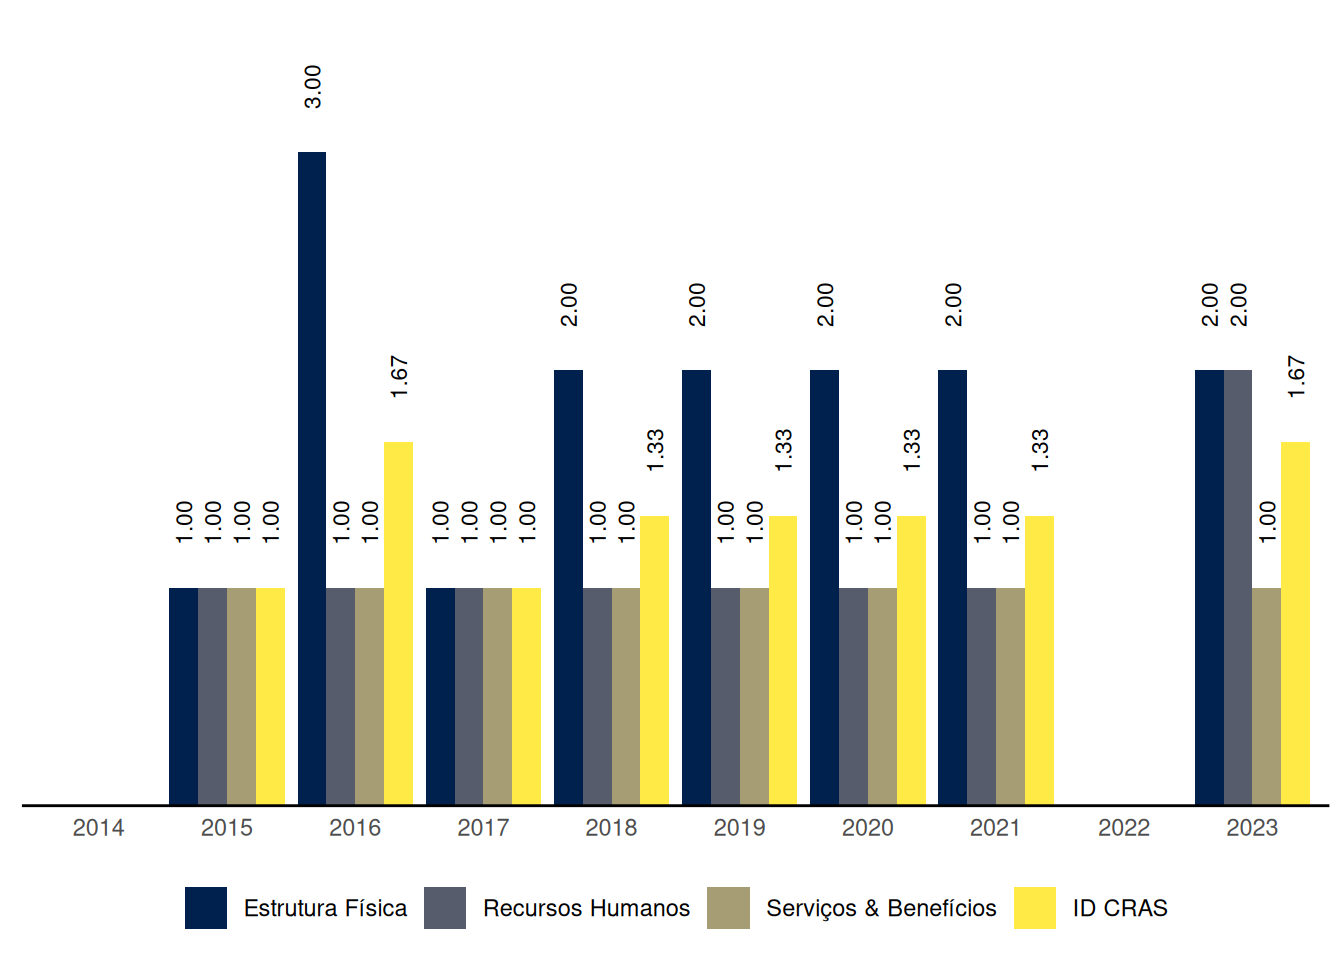 3.00
2.00 2.00 2.00 2.00 2.00 2.00
1.67 1.67
1.33 1.33 1.33 1.33
1.00 1.00 1.00 1.00 1.00 1.00 1.00 1.00 1.00 1.00 1.00 1.00 1.00 1.00 1.00 1.00 1.00 1.00 1.00
2014 2015 2016 2017 2018 2019 2020 2021 2022 2023
Estrutura Física Recursos Humanos Serviços & Benefícios ID CRAS